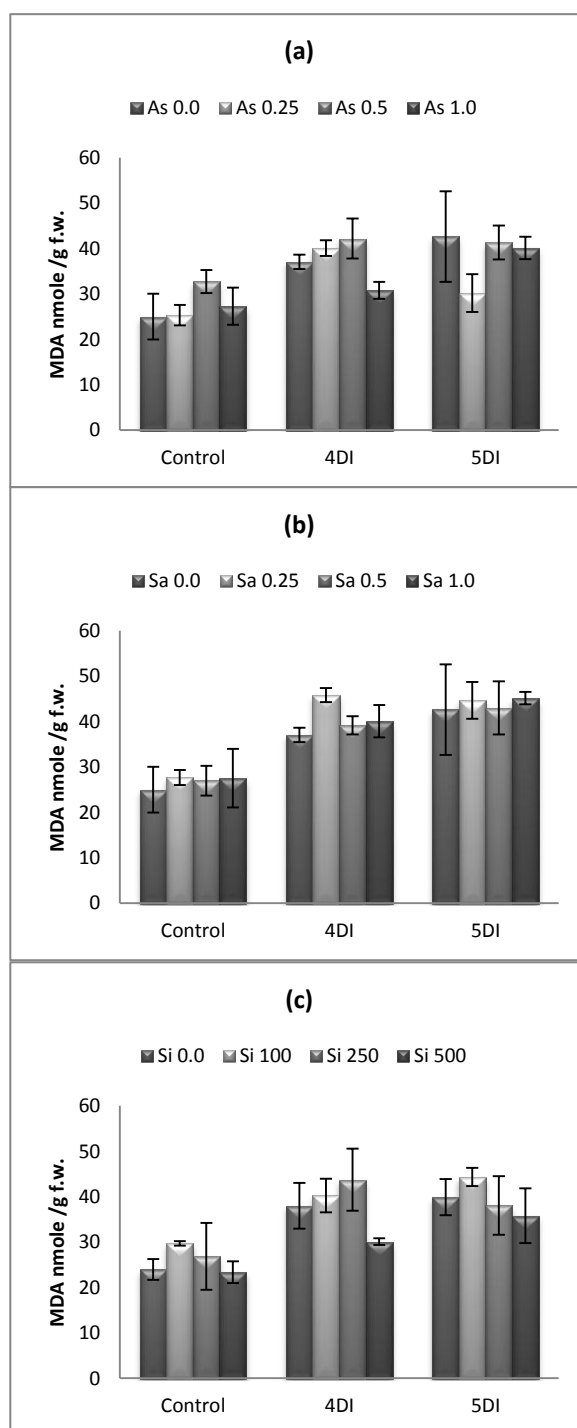 (a)
As 0.0 As 0.25 As 0.5 As 1.0
MDA nmole /g f.w.
60
50
40
30
20
10
0
Control 4DI 5DI
(b)
Sa 0.0 Sa 0.25 Sa 0.5 Sa 1.0
MDA nmole /g f.w.
60
50
40
30
20
10
0
Control 4DI 5DI
(c)
Si 0.0 Si 100 Si 250 Si 500
MDA nmole /g f.w.
60
50
40
30
20
10
0
Control 4DI 5DI